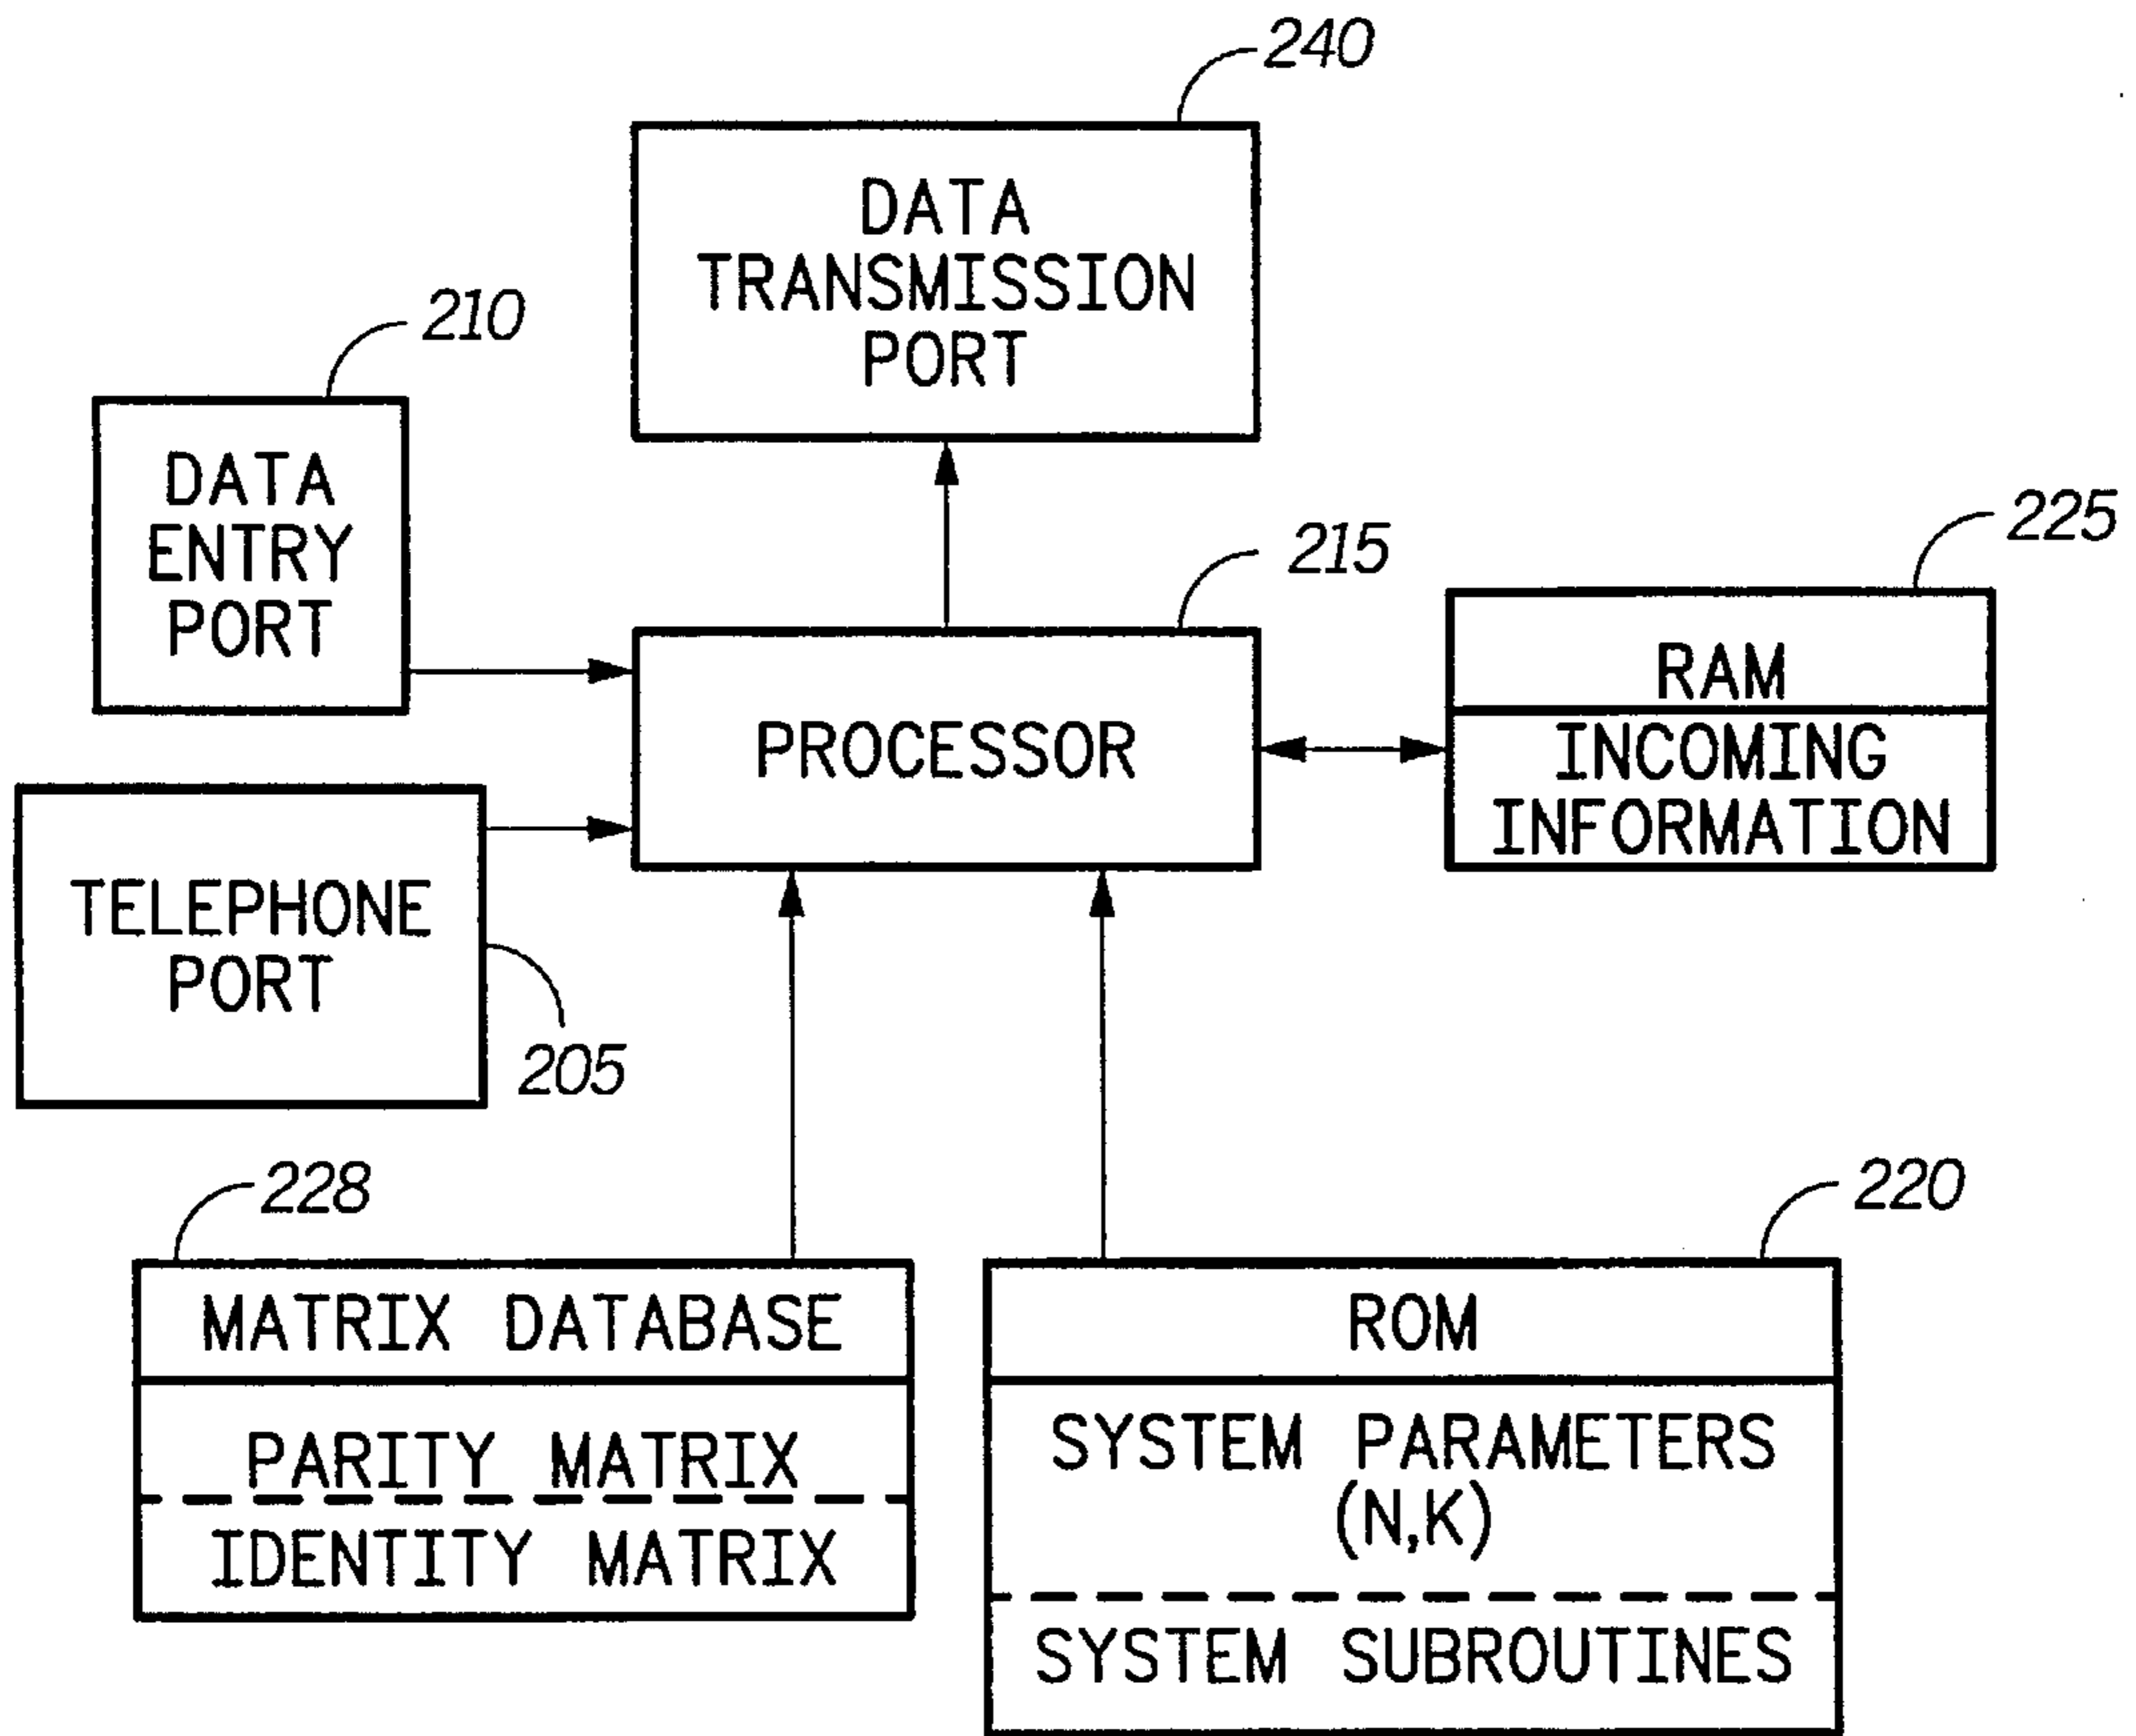 240
DATA
TRANSMISSION
PORT
210
DATA
ENTRY
PORT
225
215
RAM
INCOMING
INFORMATION
PROCESSOR
TELEPHONE
PORT
205
228
MATRIX DATABASE
PARITY MATRIX
IDENTITY MATRIX
220
ROM
SYSTEM PARAMETERS
(N,K)
SYSTEM SUBROUTINES